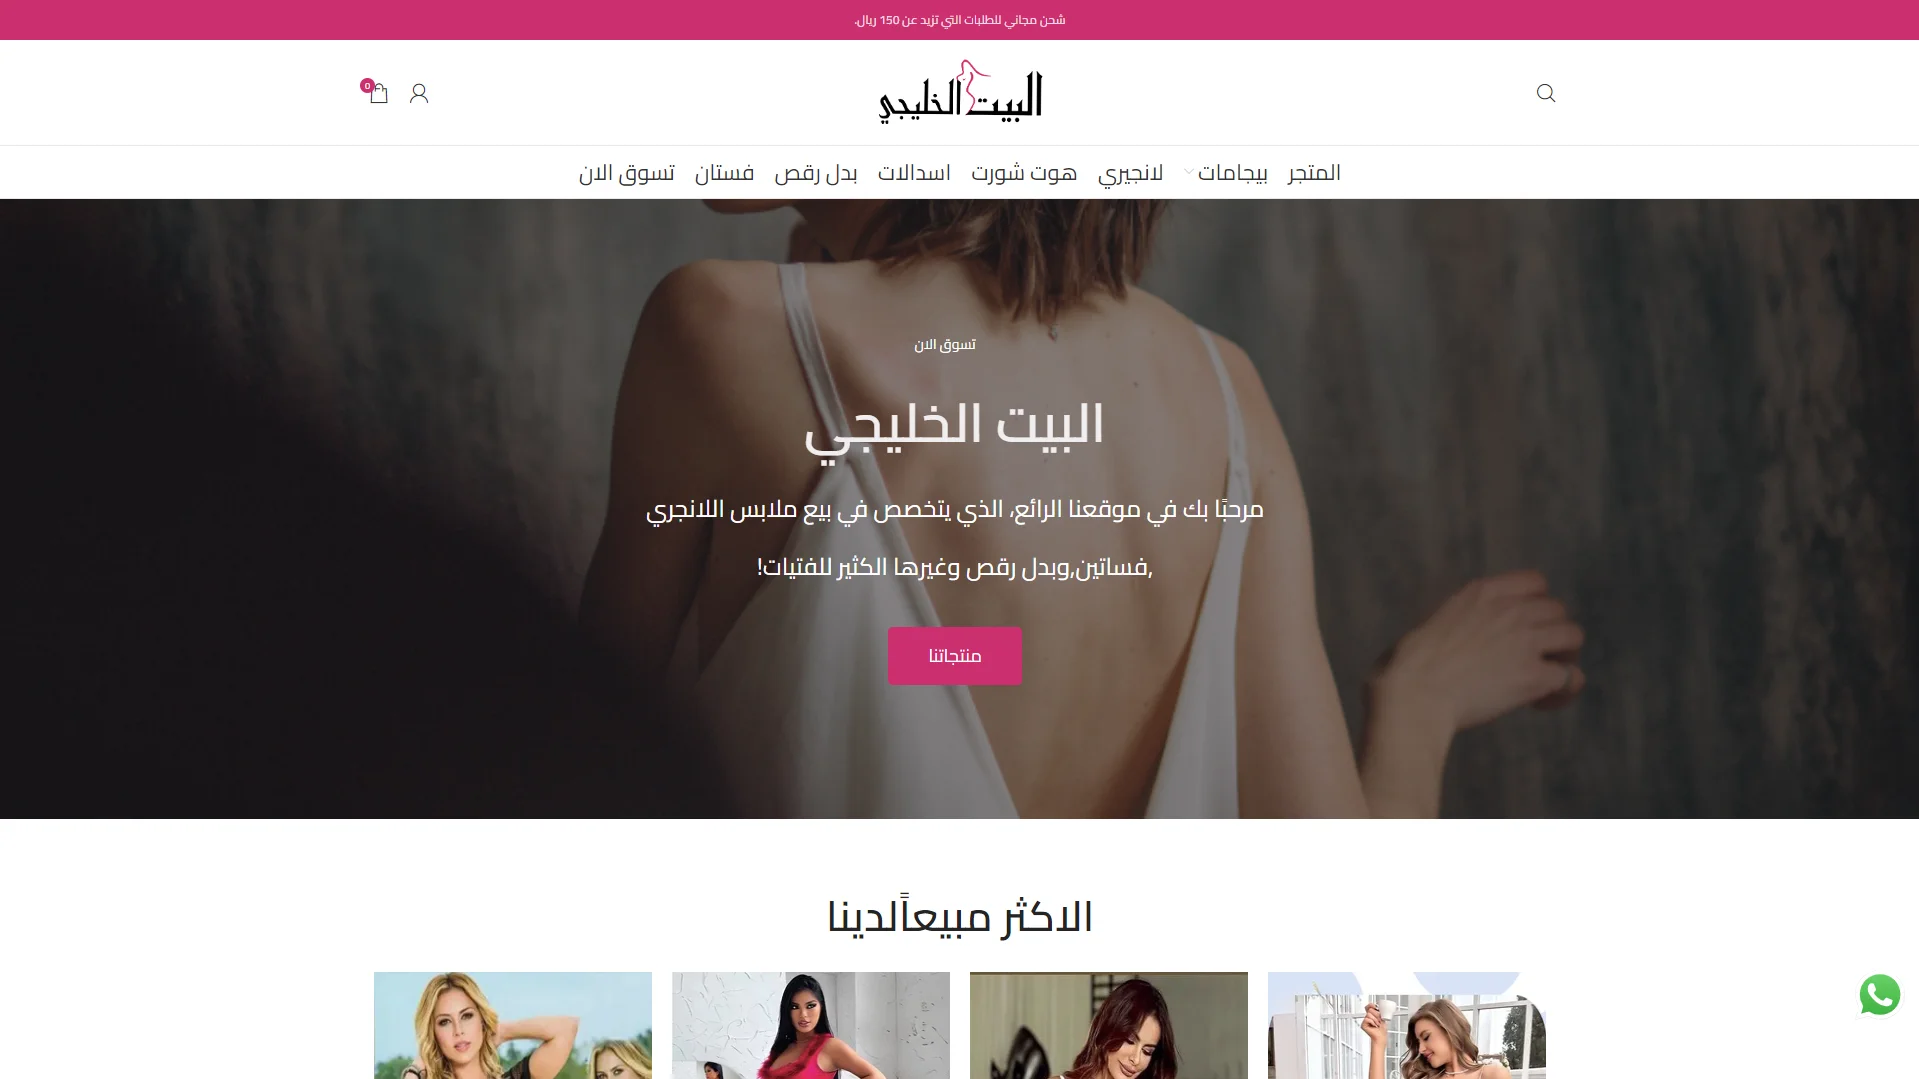 شحن مجاني للطلبات التي تزيد عن 150 ريال.
0
البيت الخليجي
المتجر بيجامات لانجيري هوت شورت اسدالات بدل رقص فستان تسوق الان
تسوق الان
البيت الخليجي
مرحبًا بك في موقعنا الرائع، الذي يتخصص في بيع ملابس اللانجري
,فساتين,وبدل رقص وغيرها الكثير للفتيات!
منتجاتنا
الاكثر مبيعاًلدينا